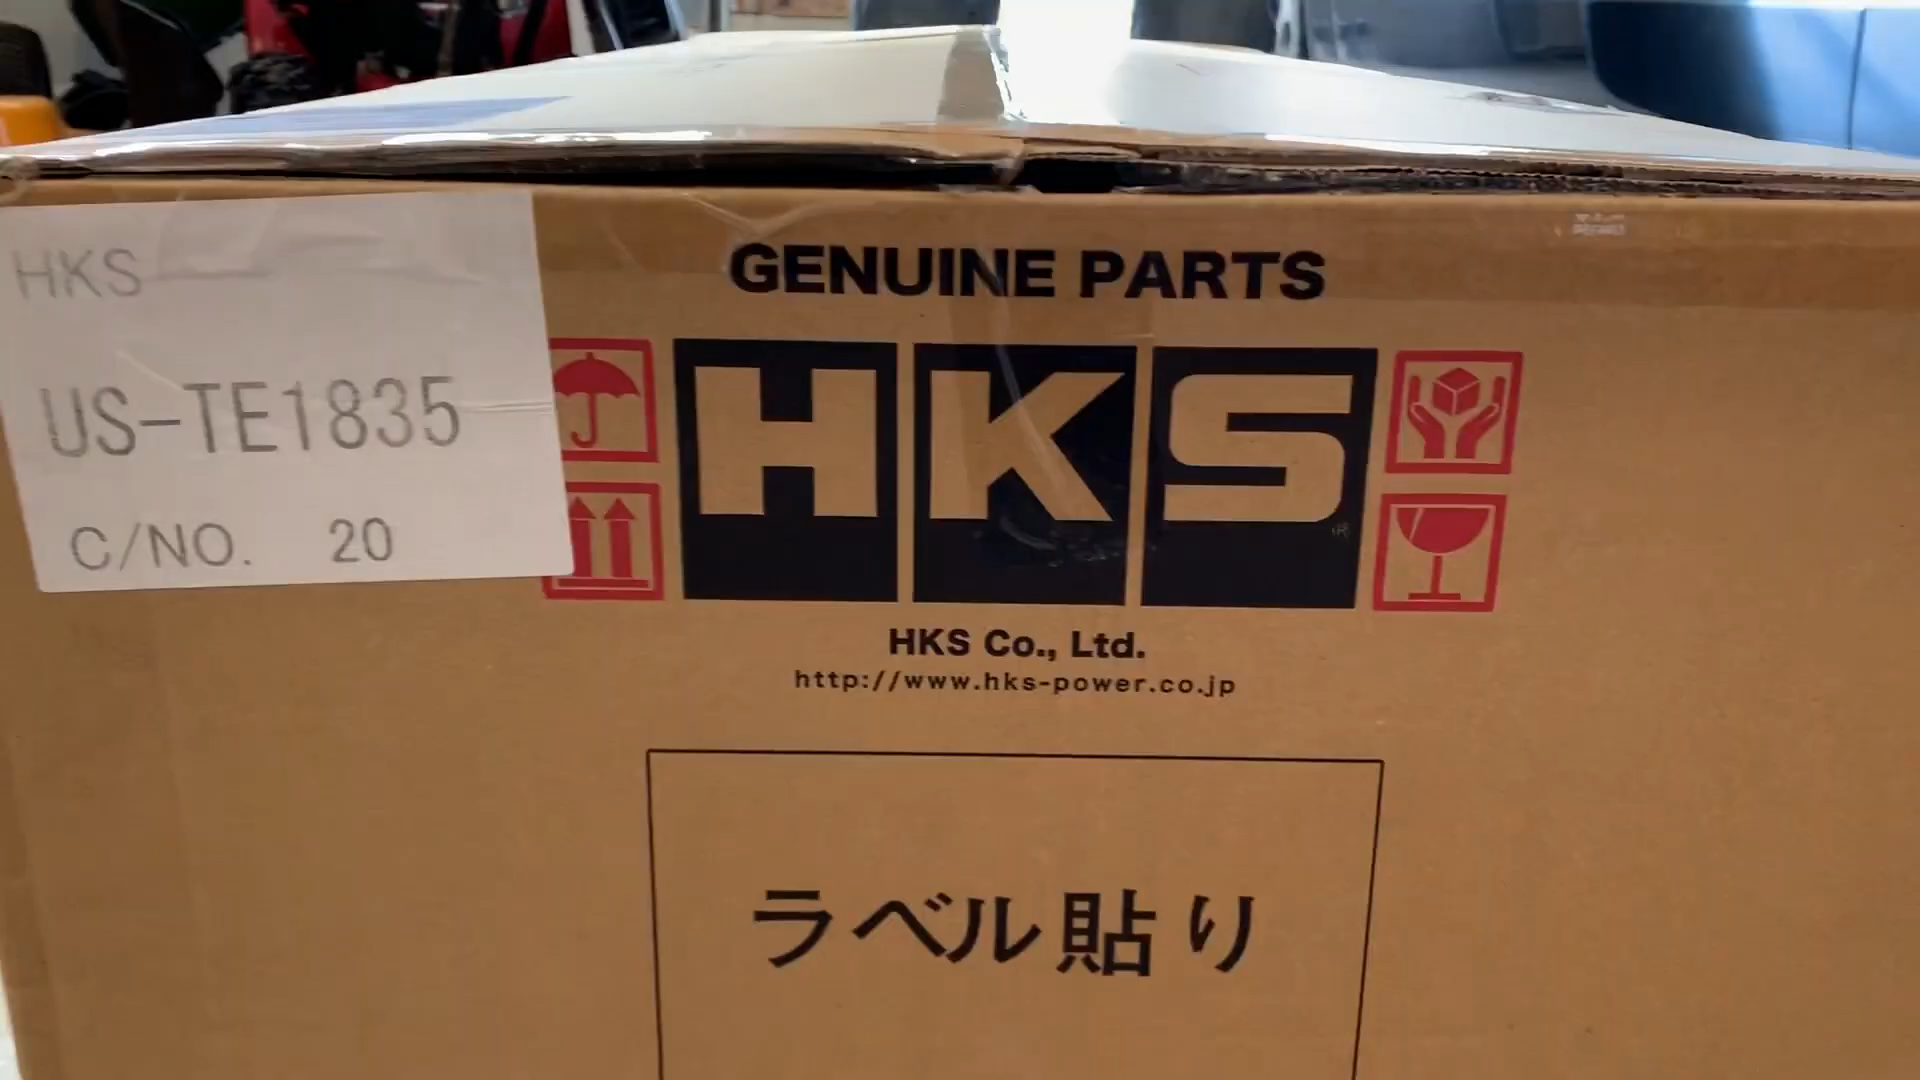 HKS
US-TE1835
C/NO. 20
GENUINE PARTS
HKS
HKS Co., Ltd.
http://www.hks-power.co.jp
ラベル貼り